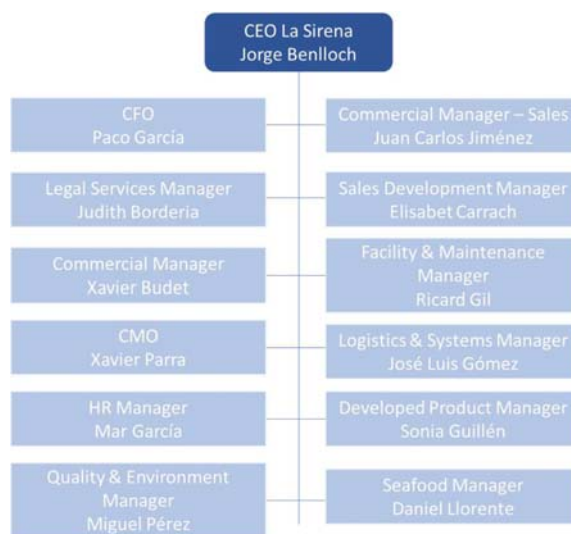 CEO La Sirena
Jorge Benlloch
CFO
Paco García
Commercial Manager – Sales
Juan Carlos Jiménez
Legal Services Manager
Judith Borderia
Sales Development Manager
Elisabet Carrach
Commercial Manager
Xavier Budet
Facility & Maintenance
Manager
Ricard Gil
CMO
Xavier Parra
Logistics & Systems Manager
José Luis Gómez
HR Manager
Mar García
Developed Product Manager
Sonia Guillén
Quality & Environment
Manager
Miguel Pérez
Seafood Manager
Daniel Llorente